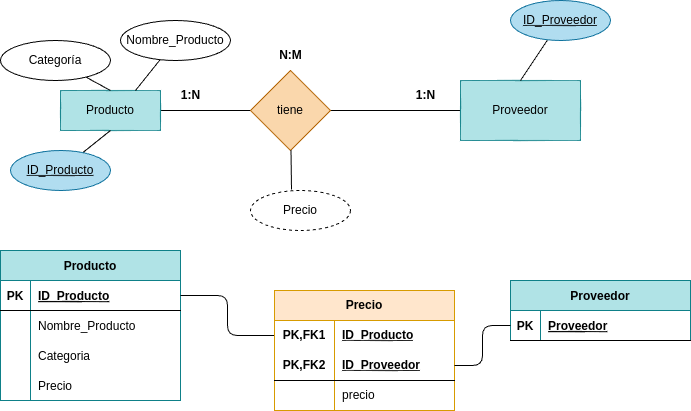 ID_Proveedor
Nombre_Producto
N:M
Categoría
1:N
1:N
Producto
tiene
Proveedor
ID_Producto
Precio
Producto
PK ID_Producto
Nombre_Producto
Categoria
Precio
Precio
PK,FK1 ID_Producto
PK,FK2 ID_Proveedor
precio
Proveedor
PK Proveedor